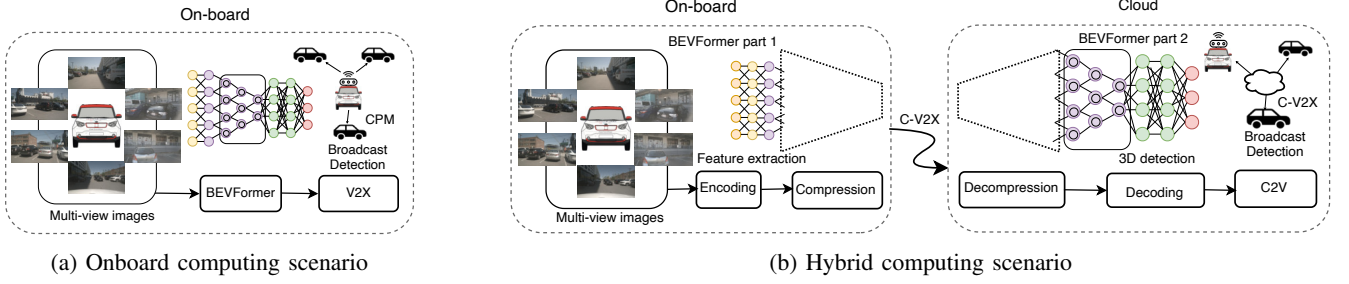 On-board
CPM
Broadcast
Detection
BEVFormer
V2X
Multi-view images
(a) Onboard computing scenario
On-board
BEVFormer part 1
Feature extraction
Encoding
Compression
Multi-view images
C-V2X
Cloud
BEVFormer part 2
C-V2X
Broadcast
Detection
3D detection
Decompression
Decoding
C2V
(b) Hybrid computing scenario